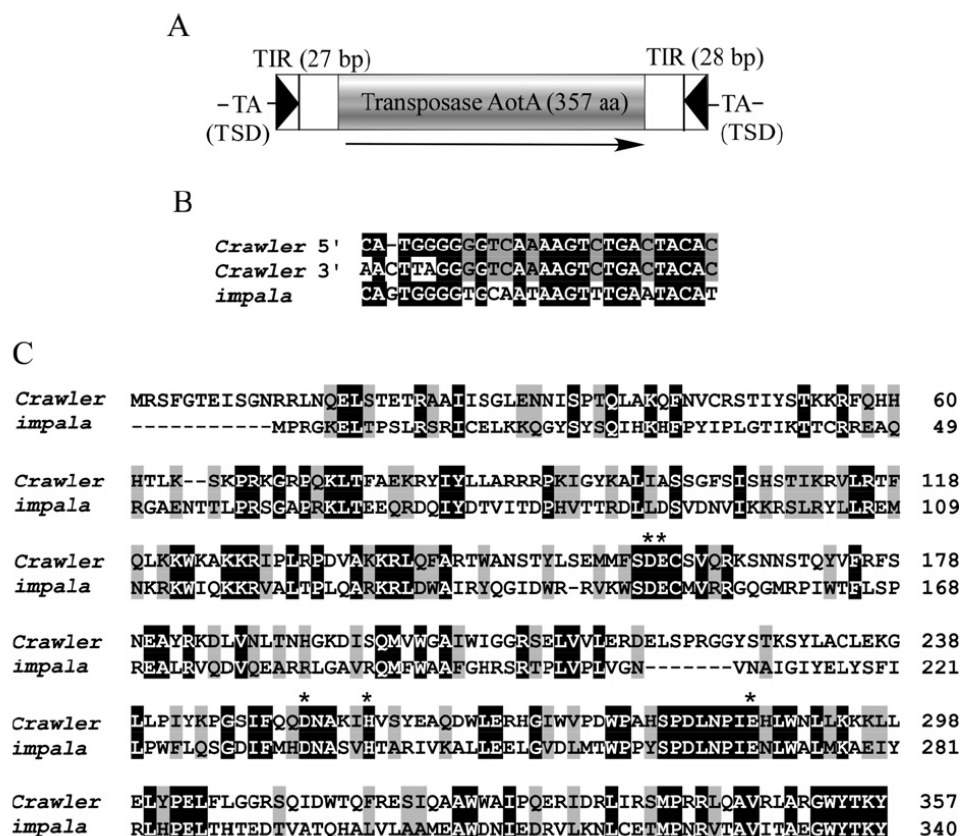 A
TIR (27 bp) TIR (28 bp)
-TA Transposase AotA (357 aa) -TA-
(TSD) (TSD)
B
Crawler 5' CA-TGGGGGGTCAAAAGTCTGACTACAC
Crawler 3' AACTTAGGGGTCAAAAGTCTGACTACAC
impala CAGTGGGGTGCAATAAGTTTGAATACAT
C
Crawler MRSFGTEISGNRRLNQELSTETRAAIISGLENNISPTQLAKQFNVCRSTIYSTKKRFQHH 60
impala -----------MPRGKELTPSLRSRICELKKQGYSYSQIHKHFPYIPLGTIKTTCRREAQ 49
Crawler HTLK--SKPRKGRPQKLTFAEKRYIYLLARRRPKIGYKALIASSGFSISHSTIKRVLRTF 118
impala RGAENTTLPRSGAPRKLTEEQRDQIYDTVITDPHVTTRDLLDSVDNVIKKRSLRYLLREM 109
**
Crawler QLKKWKAKKRIPLRPDVAKKRLQFARTWANSTYLSEMMFSDECSVQRKSNNSTQYVFRFS 178
impala NKRKWIQKKRVALTPLQARKRLDWAIRYQGIDWR-RVKWSDECMVRRGQGMRPIWTFLSP 168
Crawler NEAYRKDLVNLTNHGKDISQMVWGAIWIGGRSELVVLERDELSPRGGYSTKSYLACLEKG 238
impala REALRVQDVQEARRLGAVRQMFWAAFGHRSRTPLVPLVGN-------VNAIGIYELYSFI 221
* * *
Crawler LLPIYKPGSIFQQDNAKIHVSYEAQDWLERHGIWVPDWPAHSPDLNPIEHLWNLLKKKLL 298
impala LPWFLQSGDIFMHDNASVHTARIVKALLEELGVDLMTWPPYSPDLNPIENLWALMKAEIY 281
Crawler ELYPELFLGGRSQIDWTQFRESIQAAWWAIPQERIDRLIRSMPRRLQAVRLARGWYTKY 357
impala RLHPELTHTEDTVATQHALVLAAMEAWDNIEDRVLKNLCETMPNRVTAVITARGWYTKY 340